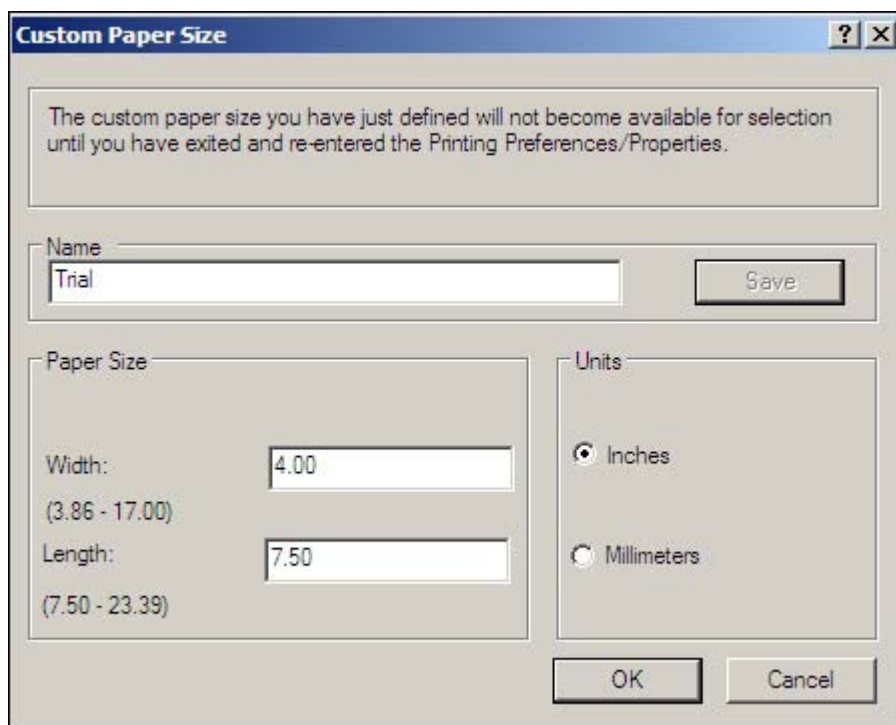 Custom Paper Size
The custom paper size you have just defined will not become available for selection
until you have exited and re-entered the Printing Preferences/Properties.
Name
Trial
Save
Paper Size
Width:
4.00
(3.86 - 17.00)
Length:
7.50
(7.50 - 23.39)
Units
Inches
Millimeters
OK
Cancel